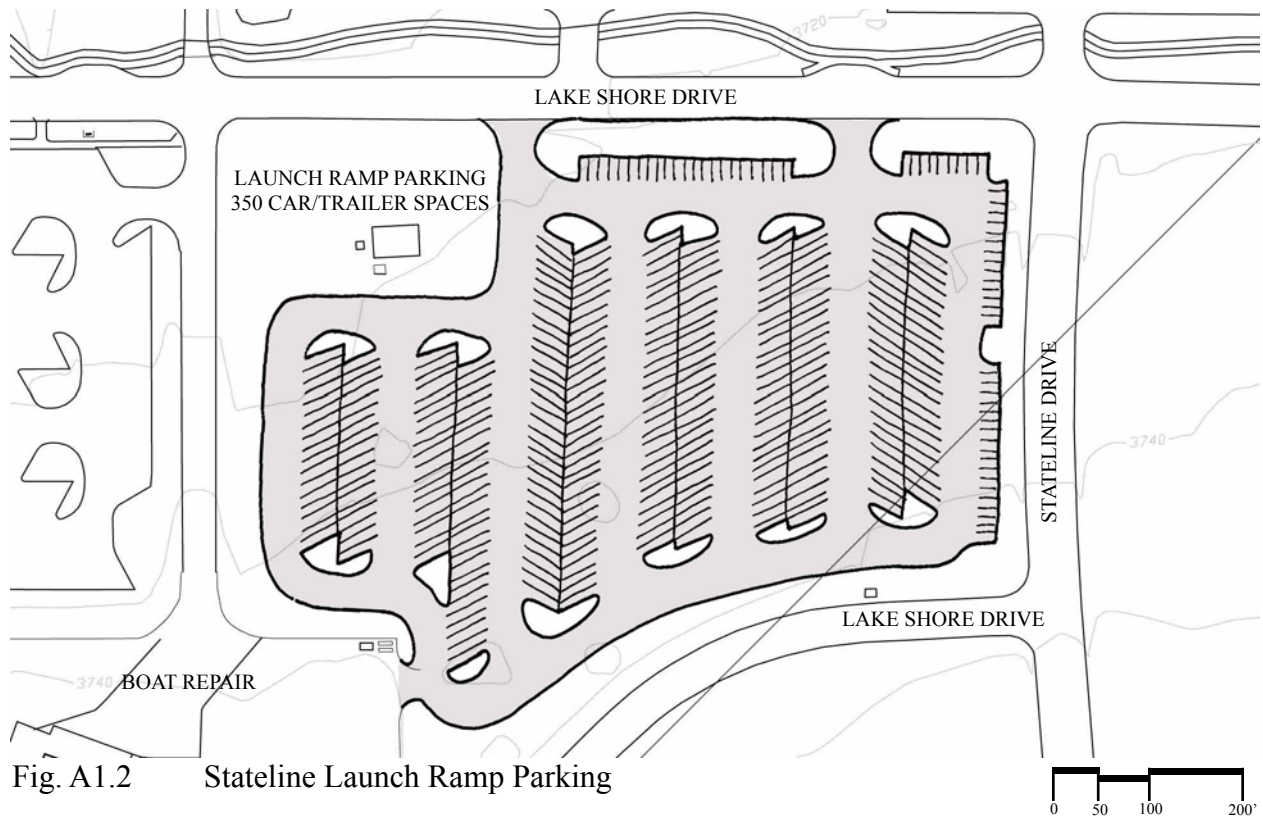 3720
LAKE SHORE DRIVE
LAUNCH RAMP PARKING
350 CAR/TRAILER SPACES
STATELINE DRIVE
3740
LAKE SHORE DRIVE
3740
BOAT REPAIR
Fig. A1.2 Stateline Launch Ramp Parking
0 50 100 200’